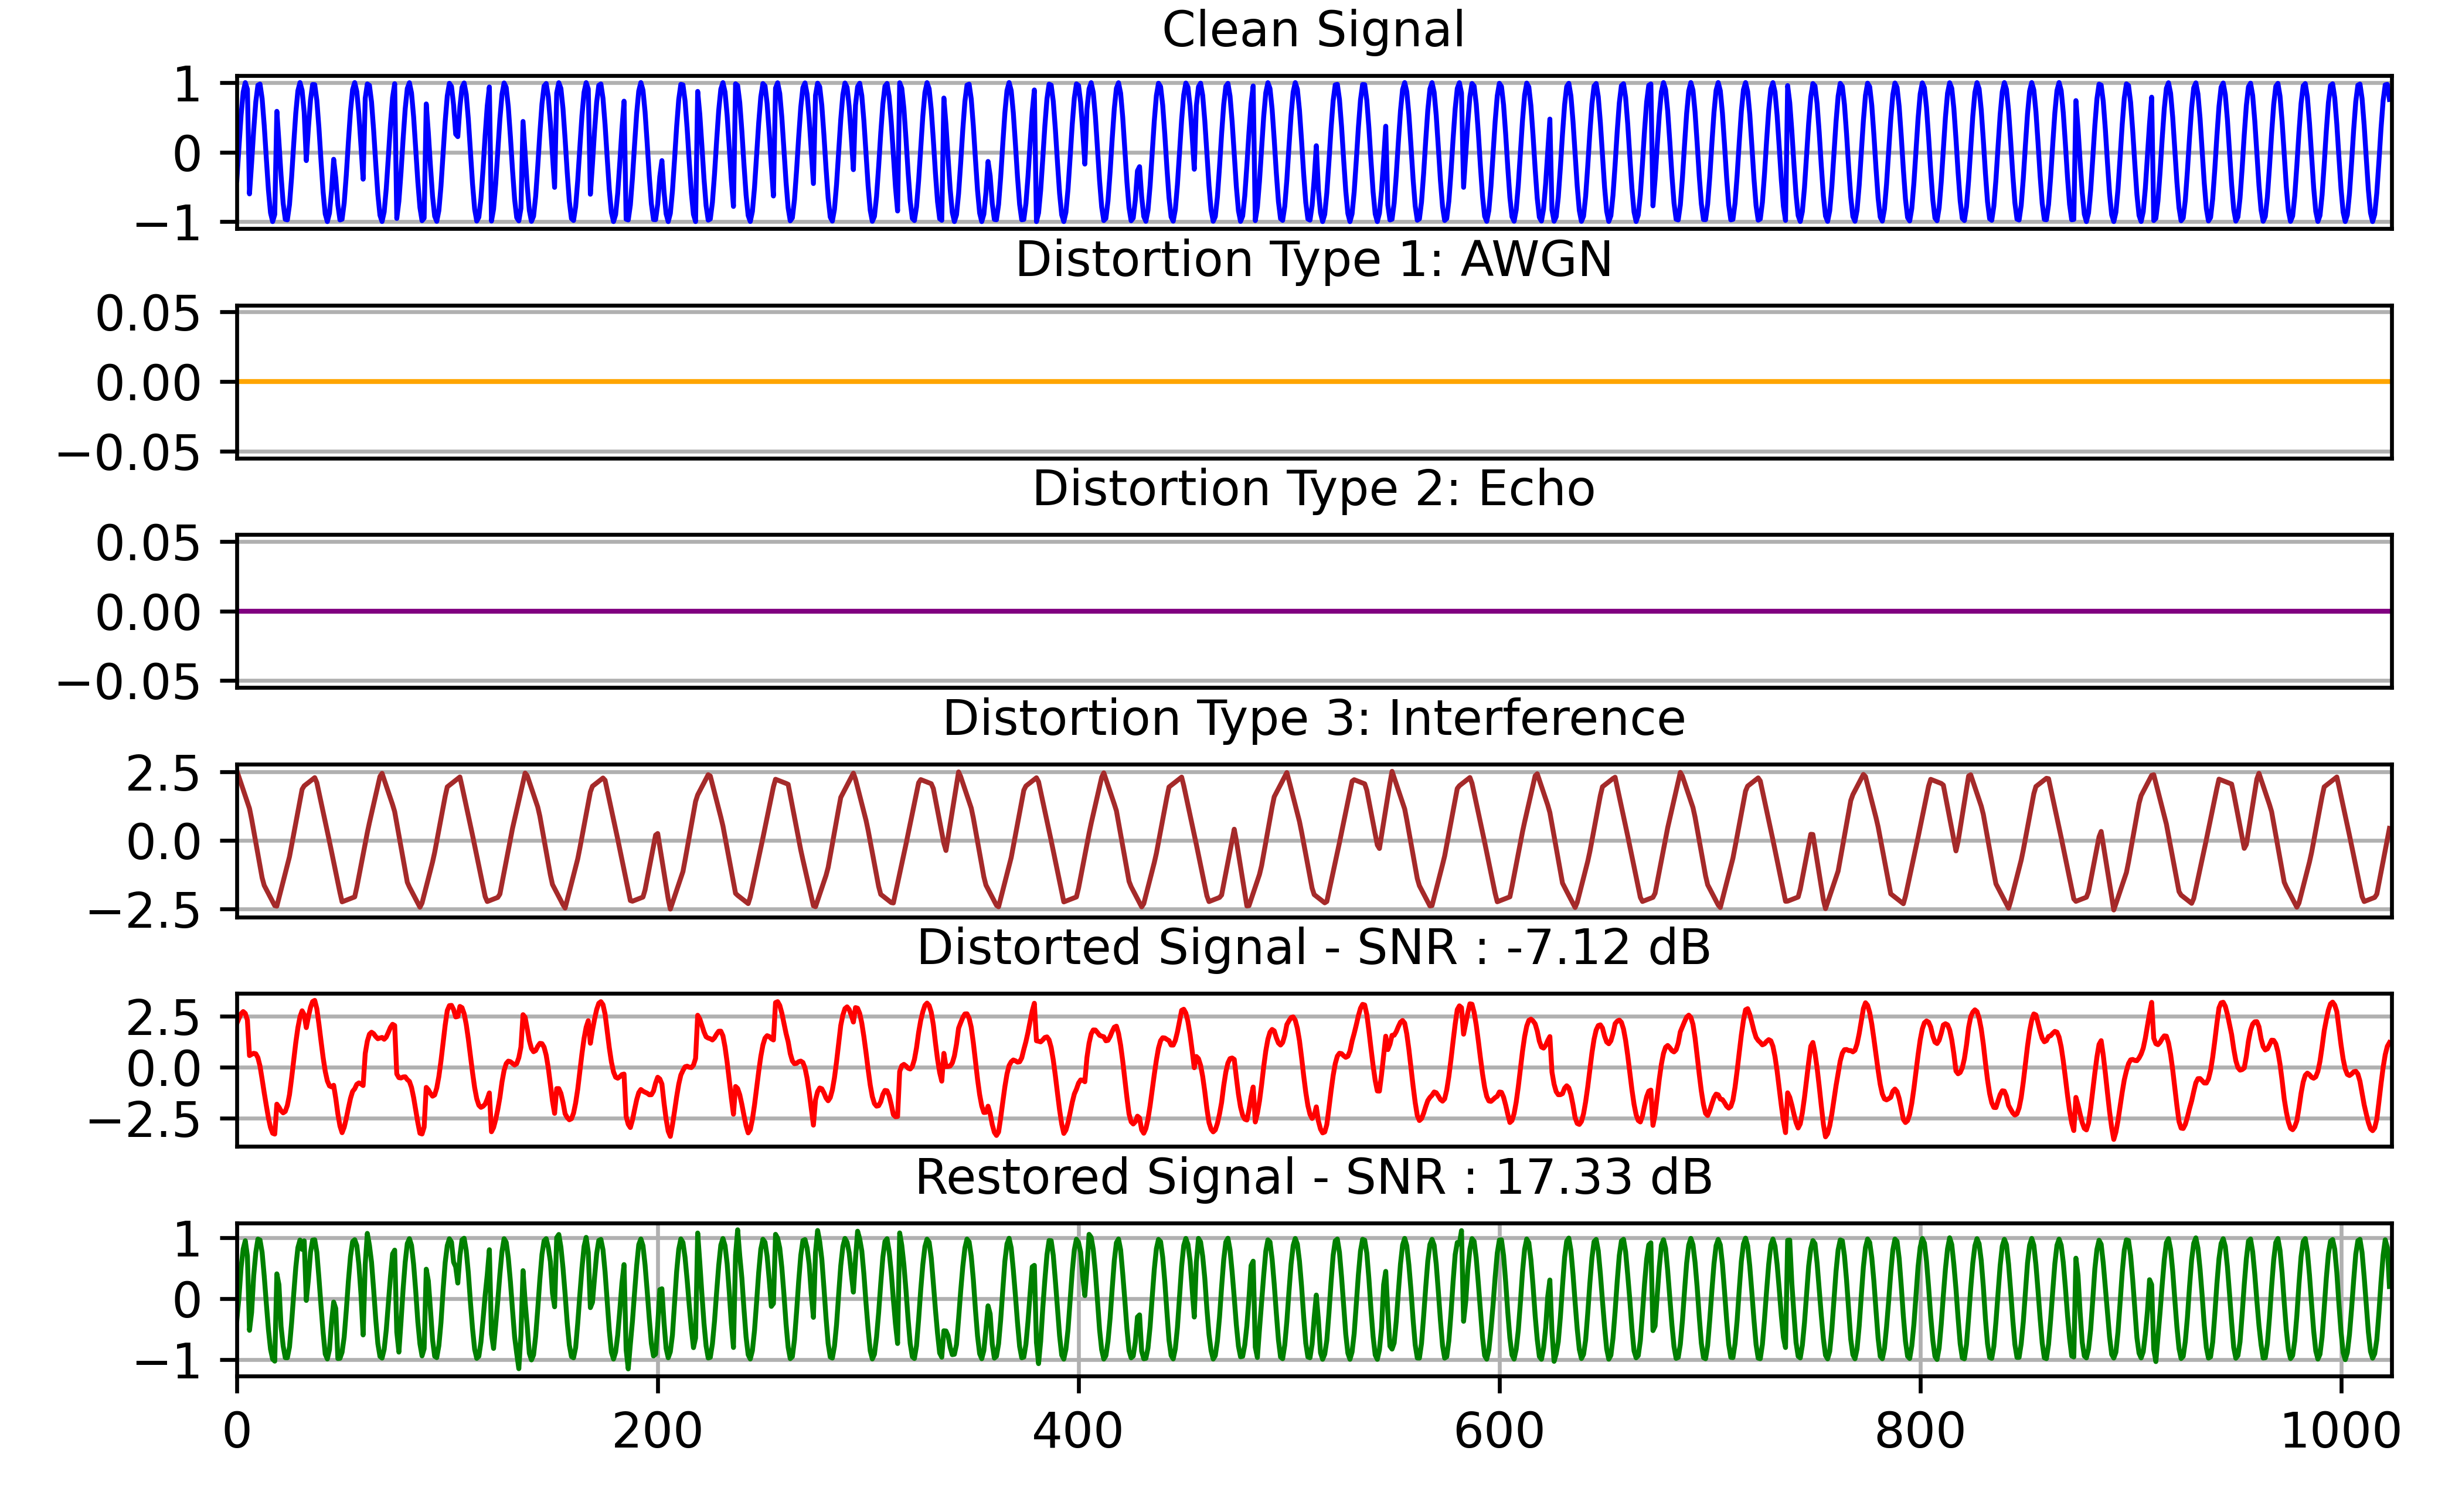 Clean Signal
1
0
−1
Distortion Type 1: AWGN
0.05
0.00
−0.05
Distortion Type 2: Echo
0.05
0.00
−0.05
Distortion Type 3: Interference
2.5
0.0
−2.5
Distorted Signal - SNR : -7.12 dB
2.5
0.0
−2.5
Restored Signal - SNR : 17.33 dB
1
0
−1
0 200 400 600 800 1000